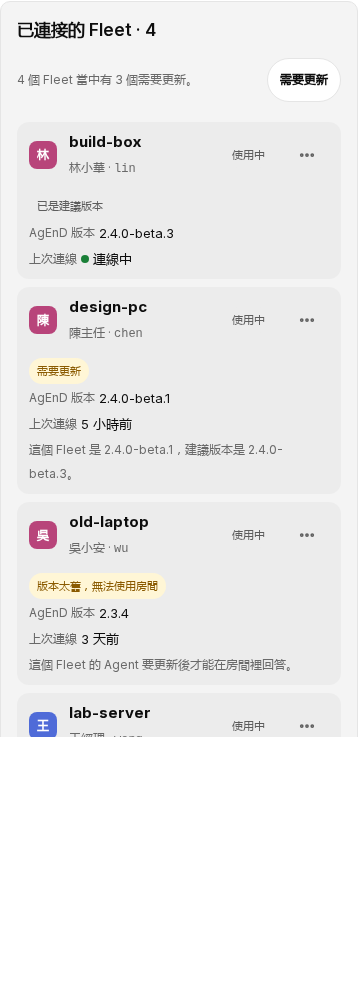 已連接的 Fleet · 4
4 個 Fleet 當中有 3 個需要更新。
需要更新
林
build-box
林小華 · lin
使用中
•••
已是建議版本
AgEnD 版本 2.4.0-beta.3
上次連線 連線中
陳
design-pc
陳主任 · chen
使用中
•••
需要更新
AgEnD 版本 2.4.0-beta.1
上次連線 5 小時前
這個 Fleet 是 2.4.0-beta.1，建議版本是 2.4.0-
beta.3。
吳
old-laptop
吳小安 · wu
使用中
•••
版本太舊，無法使用房間
AgEnD 版本 2.3.4
上次連線 3 天前
這個 Fleet 的 Agent 要更新後才能在房間裡回答。
王
lab-server
使用中
•••